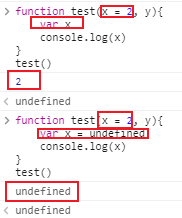 > function test(x = 2, y){
var x
console.log(x)
}
test()
2
< undefined
> function test(x = 2, y){
var x = undefined
console.log(x)
}
test()
undefined
< undefined